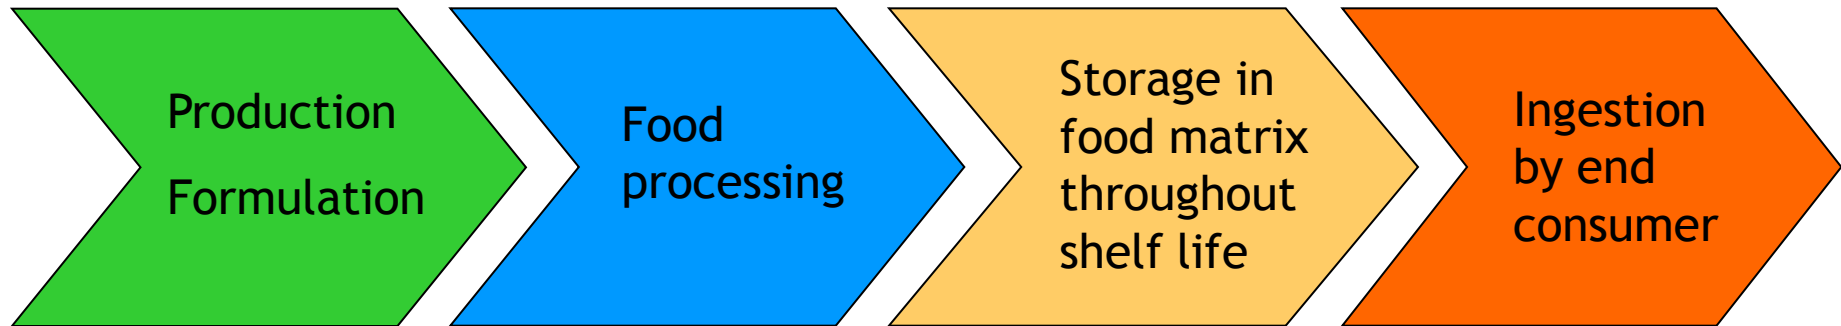 Production
Formulation
Food
processing
Storage in
food matrix
throughout
shelf life
Ingestion
by end
consumer